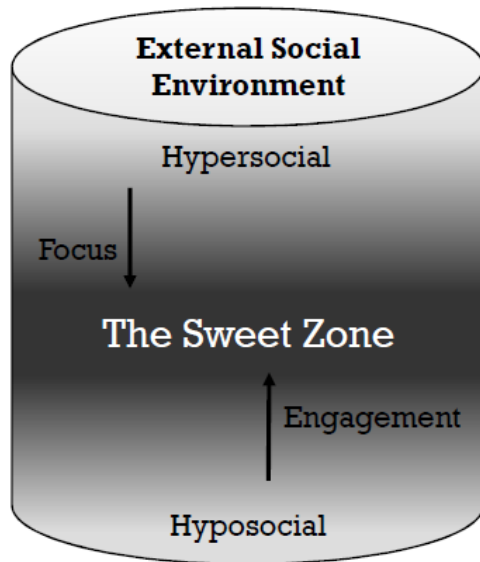 External Social
Environment
Hypersocial
Focus
The Sweet Zone
Engagement
Hyposocial